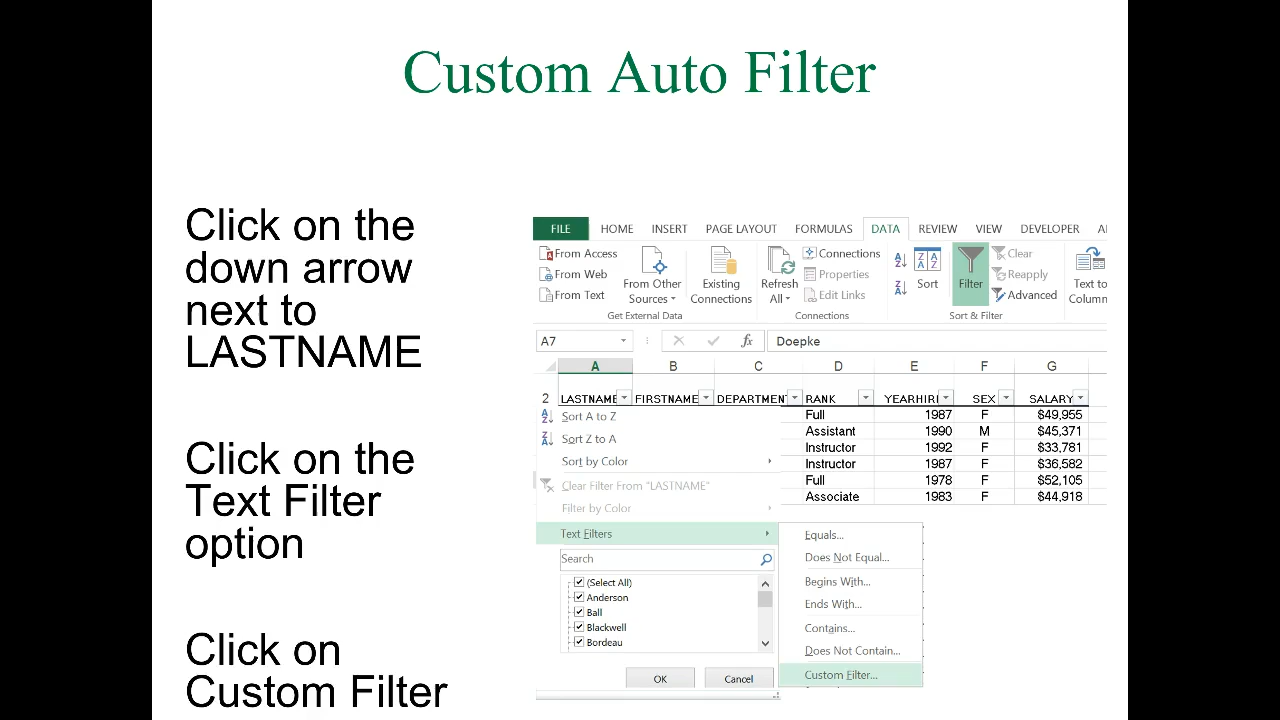 Custom Auto Filter
Click on the
down arrow
next to
LASTNAME
Click on the
Text Filter
option
Click on
Custom Filter
FILE HOME INSERT PAGE LAYOUT FORMULAS DATA REVIEW VIEW DEVELOPER
From Access
From Web
From Text
From Other
Sources
Existing
Connections
Get External Data
Refresh
All
Connections
Properties
Edit Links
Connections
Sort
Filter
Clear
Reapply
Advanced
Sort & Filter
Text to
Column
A7 fx Doepke
A B C D E F G
2 LASTNAME FIRSTNAME DEPARTMENT RANK YEARHIRI SEX SALARY
Full 1987 F $49,955
Assistant 1990 M $45,371
Instructor 1992 F $33,781
Instructor 1987 F $36,582
Full 1978 F $52,105
Associate 1983 F $44,918
Sort A to Z
Sort Z to A
Sort by Color
Clear Filter From "LASTNAME"
Filter by Color
Text Filters
Search
(Select All)
Anderson
Ball
Blackwell
Bordeau
OK Cancel
Equals...
Does Not Equal...
Begins With...
Ends With...
Contains...
Does Not Contain...
Custom Filter...